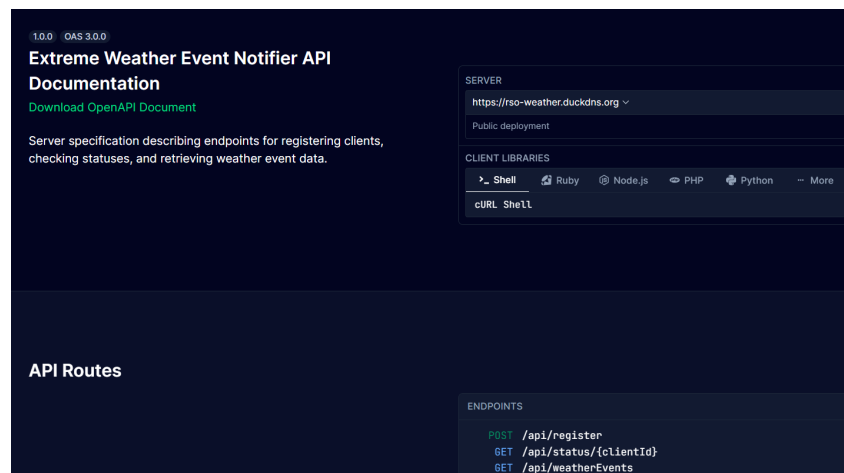 1.0.0 OAS 3.0.0
Extreme Weather Event Notifier API
Documentation
Download OpenAPI Document
Server specification describing endpoints for registering clients,
checking statuses, and retrieving weather event data.
SERVER
https://rso-weather.duckdns.org
Public deployment
CLIENT LIBRARIES
>_ Shell Ruby Node.js PHP Python ··· More
cURL Shell
API Routes
ENDPOINTS
POST /api/register
GET /api/status/{clientId}
GET /api/weatherEvents